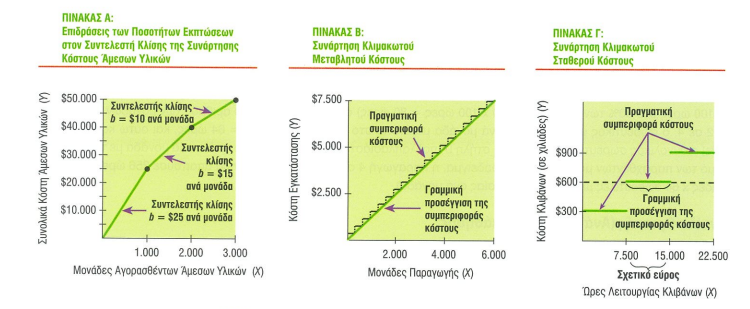 ΠΙΝΑΚΑΣ Α:
Επιδράσεις των Ποσοτήτων Εκπτώσεων
στον Συντελεστή Κλίσης της Συνάρτησης
Κόστους Άμεσων Υλικών
Συνολικά Κόστη Άμεσων Υλικών (Y)
$50.000
$40.000
$30.000
$20.000
$10.000
Συντελεστής κλίσης
b = $10 ανά μονάδα
Συντελεστής
κλίσης
b = $15
ανά μονάδα
Συντελεστής κλίσης
b = $25 ανά μονάδα
1.000 2.000 3.000
Μονάδες Αγορασθέντων Άμεσων Υλικών (X)
ΠΙΝΑΚΑΣ Β:
Συνάρτηση Κλιμακωτού
Μεταβλητού Κόστους
Κόστη Εγκατάστασης (Y)
$7.500
$5.000
$2.500
Πραγματική
συμπεριφορά
κόστους
Γραμμική
προσέγγιση της
συμπεριφοράς
κόστους
2.000 4.000 6.000
Μονάδες Παραγωγής (X)
ΠΙΝΑΚΑΣ Γ:
Συνάρτηση Κλιμακωτού
Σταθερού Κόστους
Κόστη Κλιβάνων (σε χιλιάδες) (Y)
$900
$600
$300
Πραγματική
συμπεριφορά κόστους
Γραμμική
προσέγγιση της
συμπεριφοράς κόστους
7.500 15.000 22.500
Σχετικό εύρος
Ώρες Λειτουργίας Κλιβάνων (X)